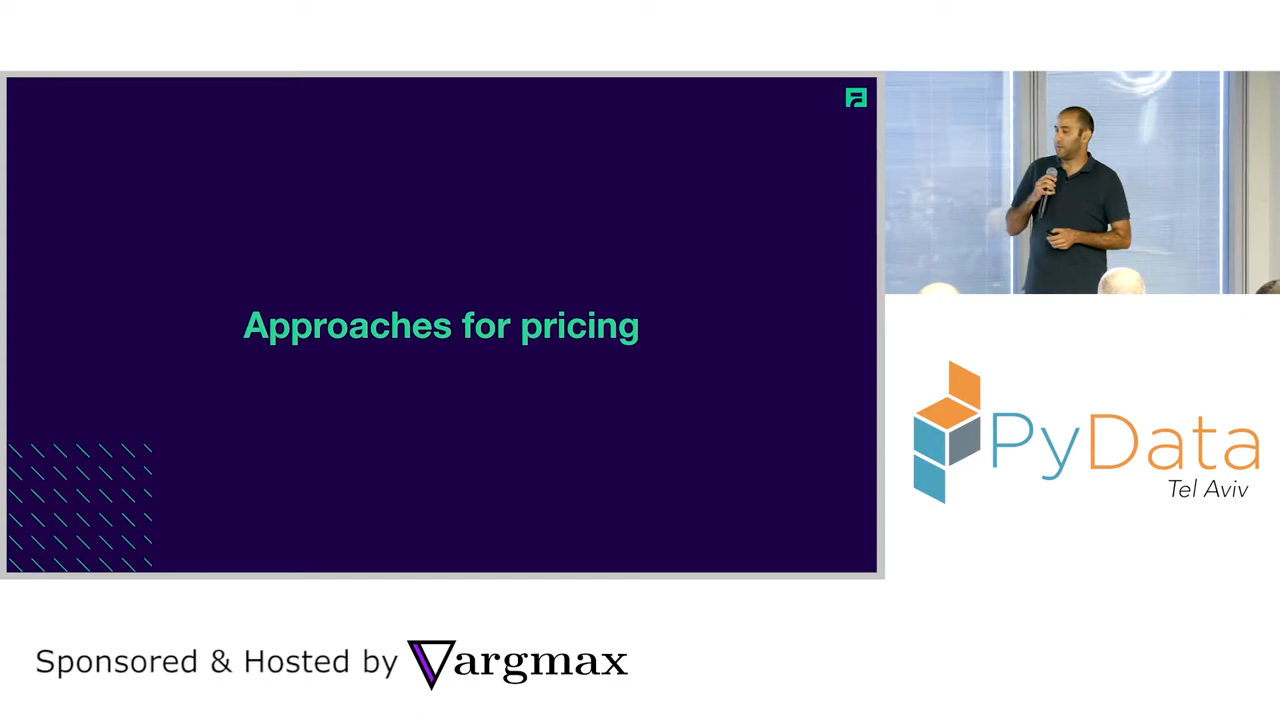 Approaches for pricing
PyData
Tel Aviv
Sponsored & Hosted by argmax